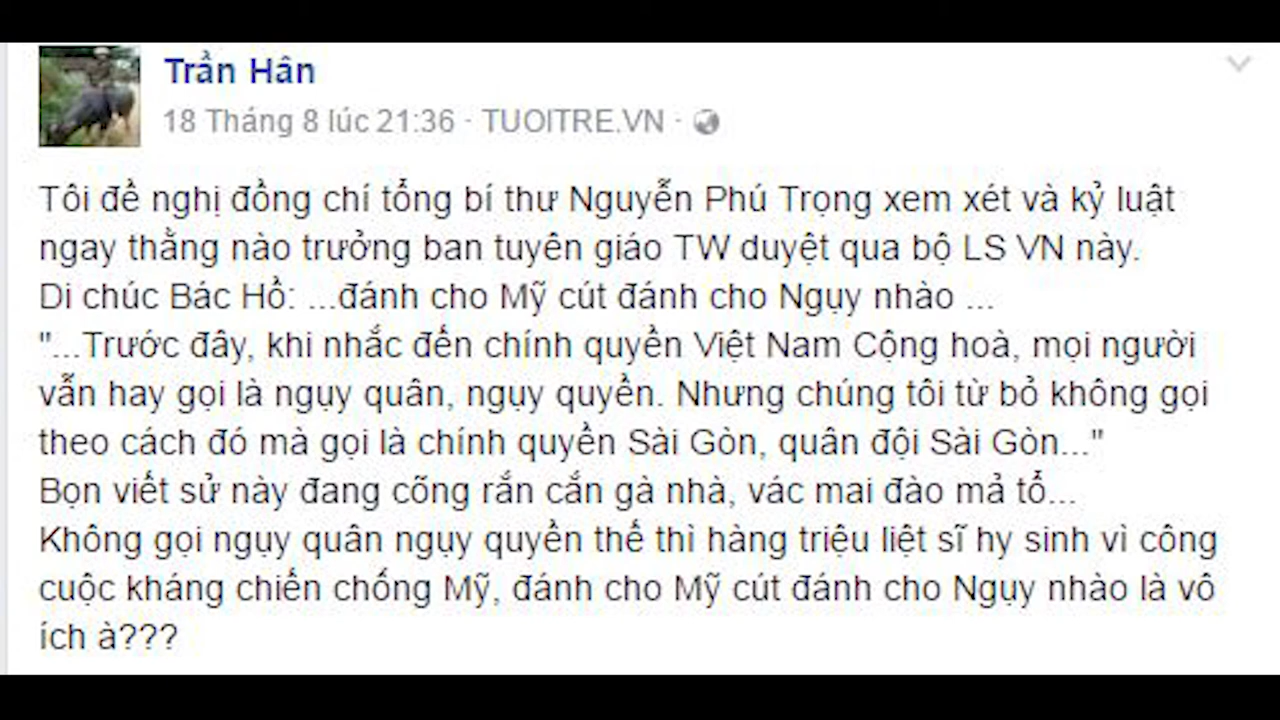 Trần Hân
18 Tháng 8 lúc 21:36 · TUOITRE.VN ·
Tôi đề nghị đồng chí tổng bí thư Nguyễn Phú Trọng xem xét và kỷ luật
ngay thằng nào trưởng ban tuyên giáo TW duyệt qua bộ LS VN này.
Di chúc Bác Hồ: ...đánh cho Mỹ cút đánh cho Ngụy nhào ...
"...Trước đây, khi nhắc đến chính quyền Việt Nam Cộng hoà, mọi người
vẫn hay gọi là ngụy quân, ngụy quyền. Nhưng chúng tôi từ bỏ không gọi
theo cách đó mà gọi là chính quyền Sài Gòn, quân đội Sài Gòn..."
Bọn viết sử này đang cõng rắn cắn gà nhà, vác mai đào mả tổ...
Không gọi ngụy quân ngụy quyền thế thì hàng triệu liệt sĩ hy sinh vì công
cuộc kháng chiến chống Mỹ, đánh cho Mỹ cút đánh cho Ngụy nhào là vô
ích à???